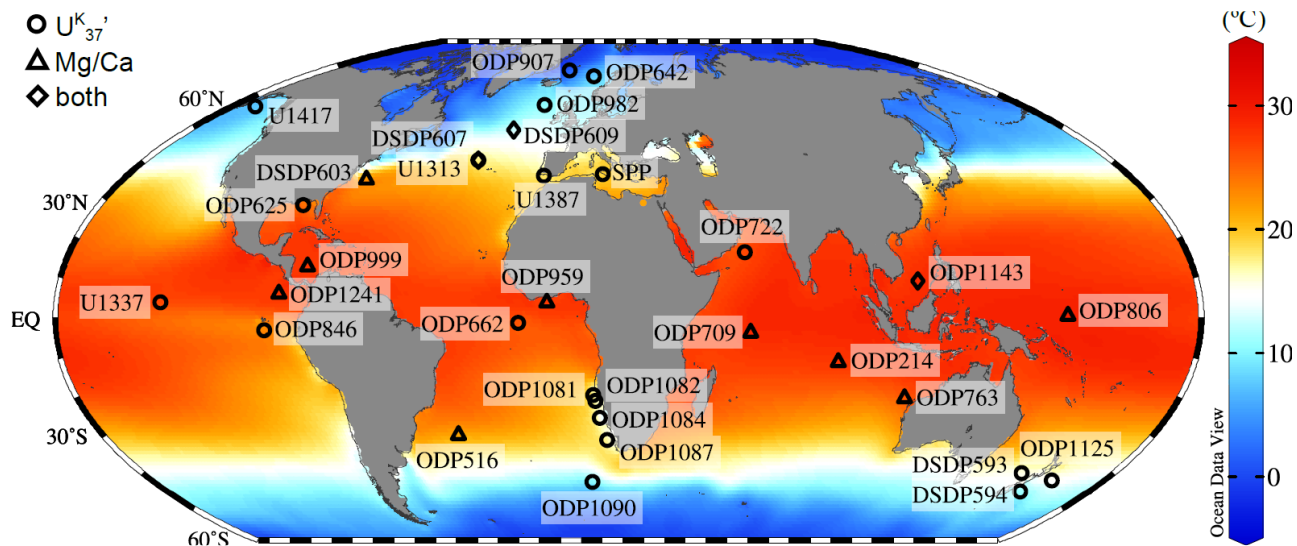 U^K_37'
Mg/Ca
both
(ºC)
30
20
10
0
Ocean Data View
60˚N
30˚N
EQ
30˚S
60˚S
ODP907
ODP642
U1417
ODP982
DSDP607
DSDP609
DSDP603
U1313
SPP
ODP625
U1387
ODP722
ODP999
ODP959
ODP1143
ODP1241
U1337
ODP662
ODP846
ODP709
ODP806
ODP214
ODP1081
ODP1082
ODP763
ODP1084
ODP516
ODP1087
DSDP593
ODP1125
ODP1090
DSDP594